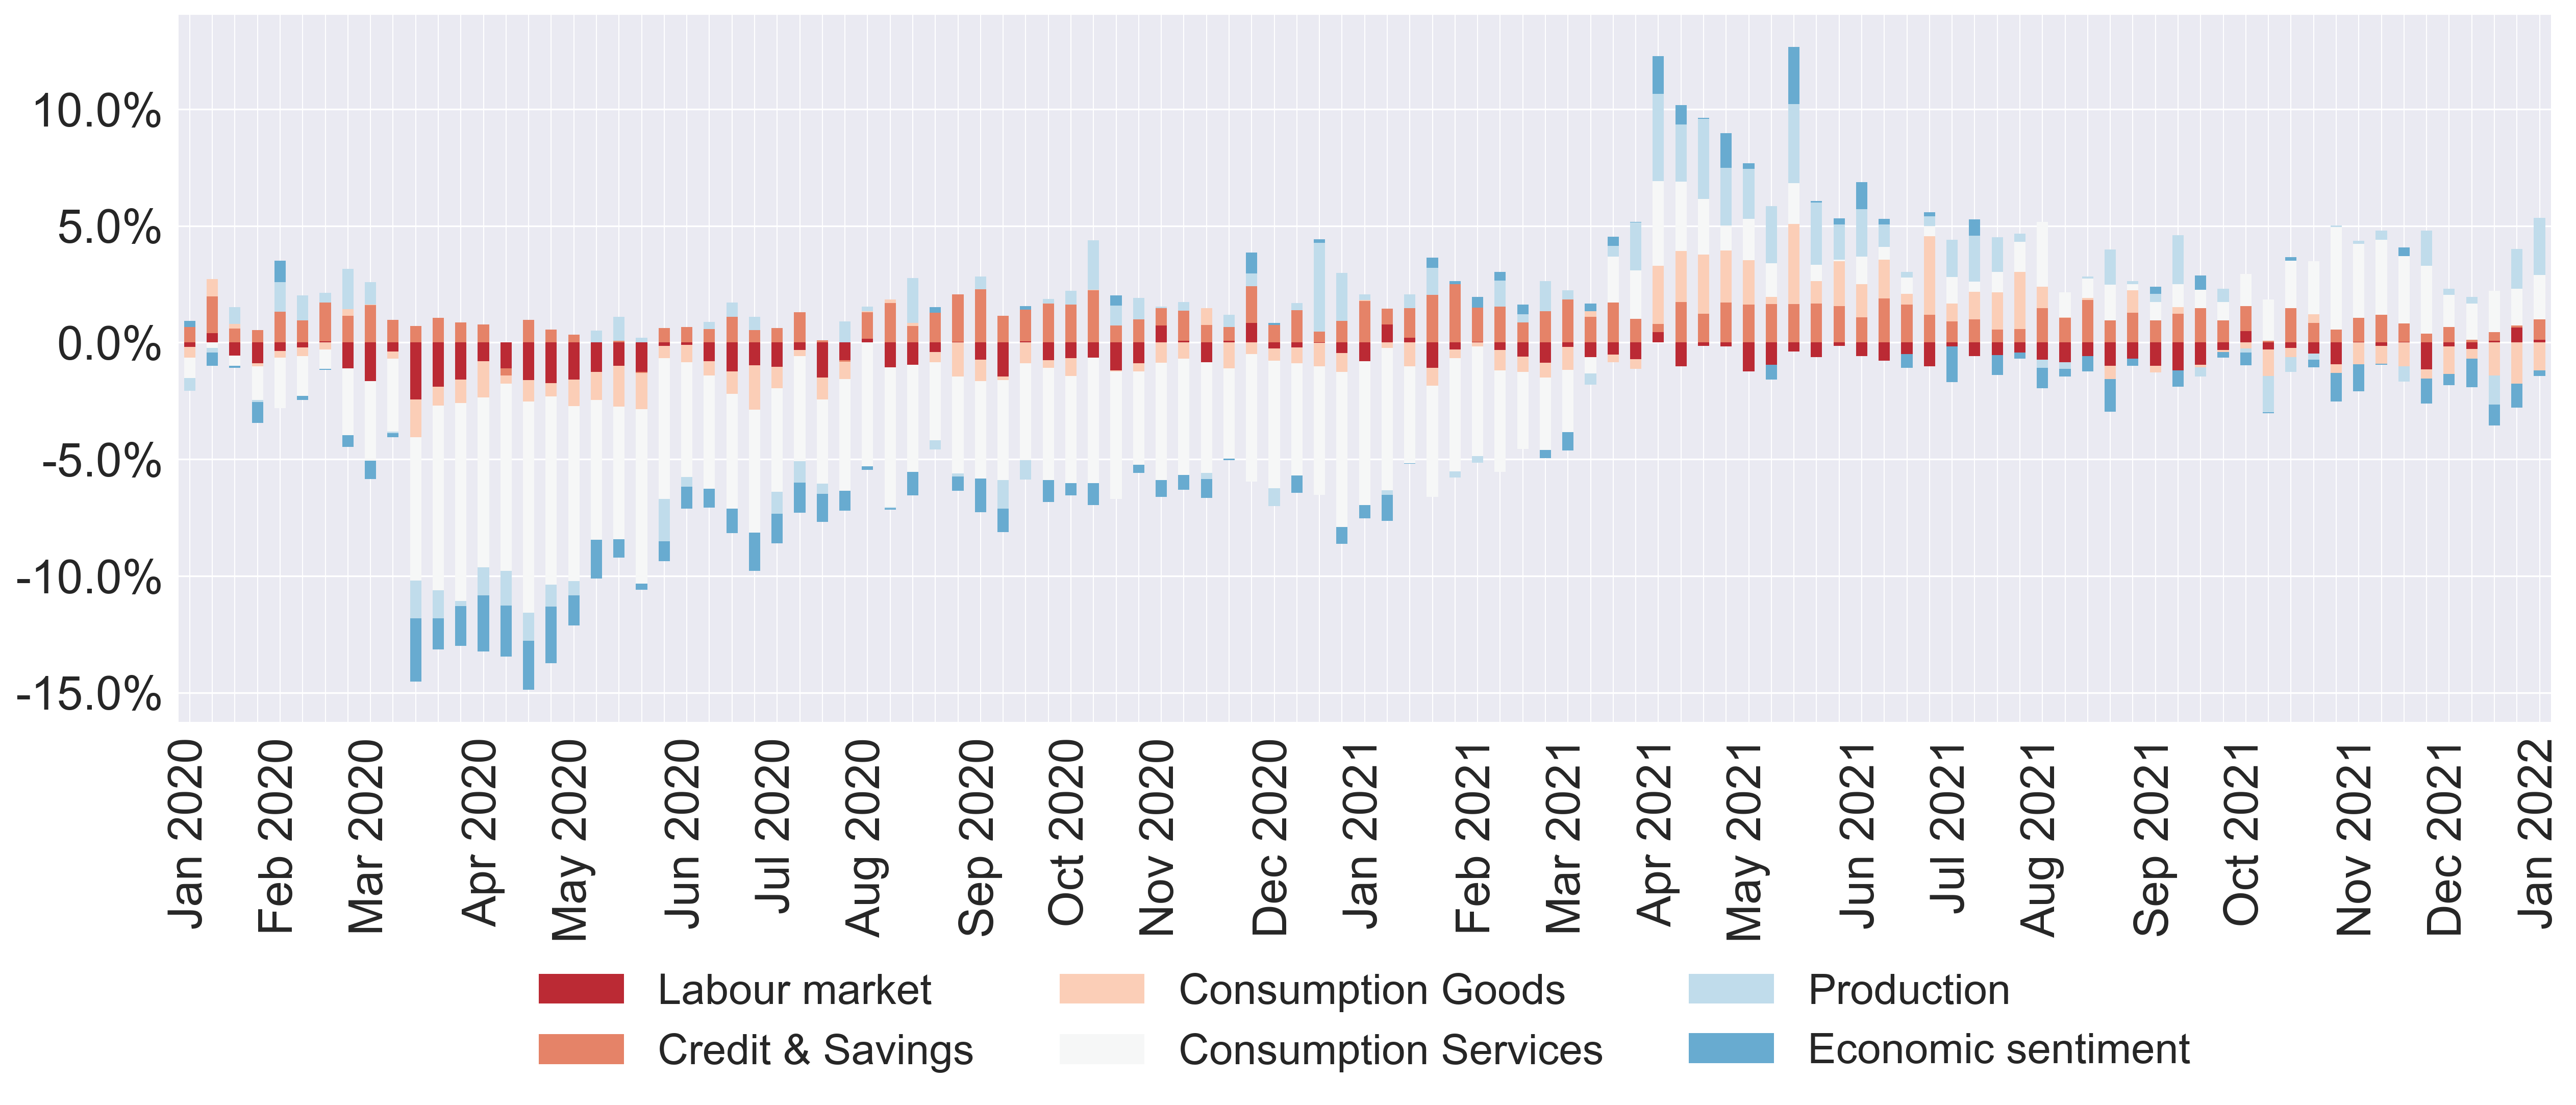 10.0%
5.0%
0.0%
-5.0%
-10.0%
-15.0%
Jan 2020
Feb 2020
Mar 2020
Apr 2020
May 2020
Jun 2020
Jul 2020
Aug 2020
Sep 2020
Oct 2020
Nov 2020
Dec 2020
Jan 2021
Feb 2021
Mar 2021
Apr 2021
May 2021
Jun 2021
Jul 2021
Aug 2021
Sep 2021
Oct 2021
Nov 2021
Dec 2021
Jan 2022
Labour market
Consumption Goods
Production
Credit & Savings
Consumption Services
Economic sentiment